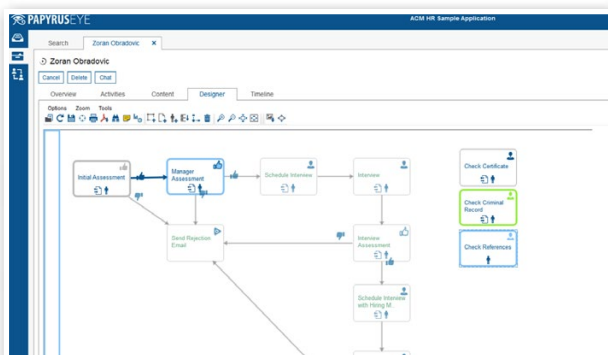 PAPYRUSEYE
ACM HR Sample Application
Search
Zoran Obradovic
Zoran Obradovic
Cancel
Delete
Chat
Overview
Activities
Content
Designer
Timeline
Options
Zoom
Tools
Initial Assessment
Manager
Assessment
Schedule Interview
Interview
Check Certificate
Check Criminal
Record
Send Rejection
Email
Interview
Assessment
Check References
Schedule Interview
with Hiring M...